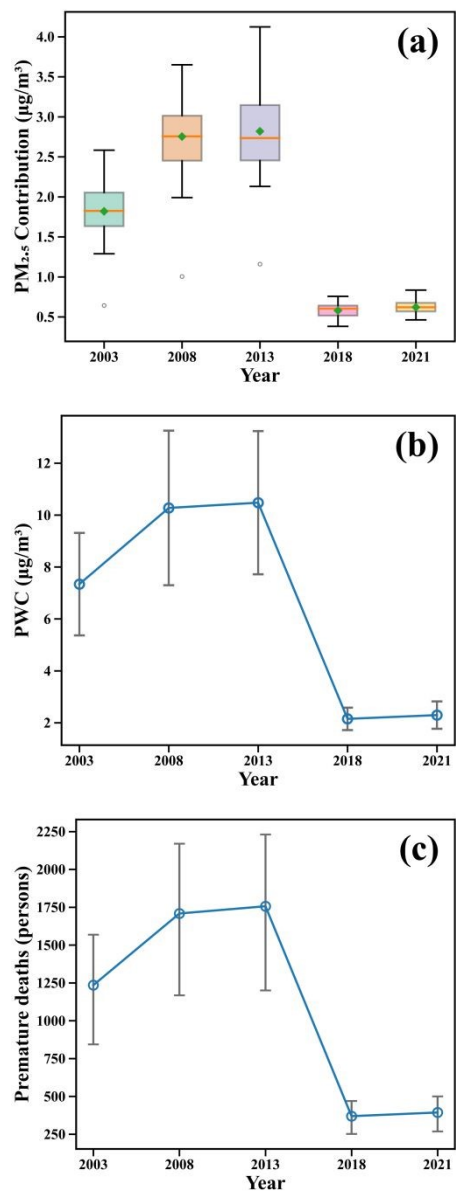 (a)
PM₂.₅ Contribution (μg/m³)
4.0
3.5
3.0
2.5
2.0
1.5
1.0
0.5
2003 2008 2013 2018 2021
Year
(b)
PWC (μg/m³)
12
10
8
6
4
2
2003 2008 2013 2018 2021
Year
(c)
Premature deaths (persons)
2250
2000
1750
1500
1250
1000
750
500
250
2003 2008 2013 2018 2021
Year